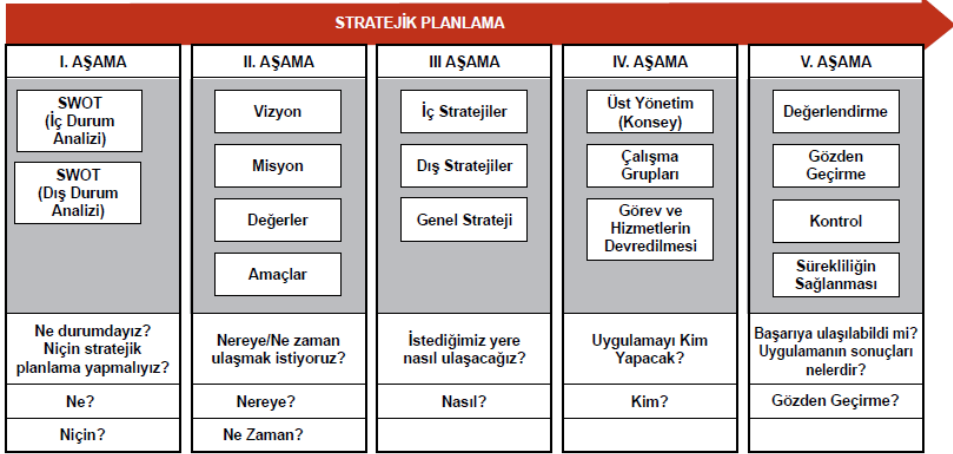 STRATEJİK PLANLAMA
I. AŞAMA
SWOT
(İç Durum
Analizi)
SWOT
(Dış Durum
Analizi)
Ne durumdayız?
Niçin stratejik
planlama yapmalıyız?
Ne?
Niçin?
II. AŞAMA
Vizyon
Misyon
Değerler
Amaçlar
Nereye/Ne zaman
ulaşmak istiyoruz?
Nereye?
Ne Zaman?
III AŞAMA
İç Stratejiler
Dış Stratejiler
Genel Strateji
İstediğimiz yere
nasıl ulaşacağız?
Nasıl?
IV. AŞAMA
Üst Yönetim
(Konsey)
Çalışma
Grupları
Görev ve
Hizmetlerin
Devredilmesi
Uygulamayı Kim
Yapacak?
Kim?
V. AŞAMA
Değerlendirme
Gözden
Geçirme
Kontrol
Sürekliliğin
Sağlanması
Başarıya ulaşılabildi mi?
Uygulamanın sonuçları
nelerdir?
Gözden Geçirme?